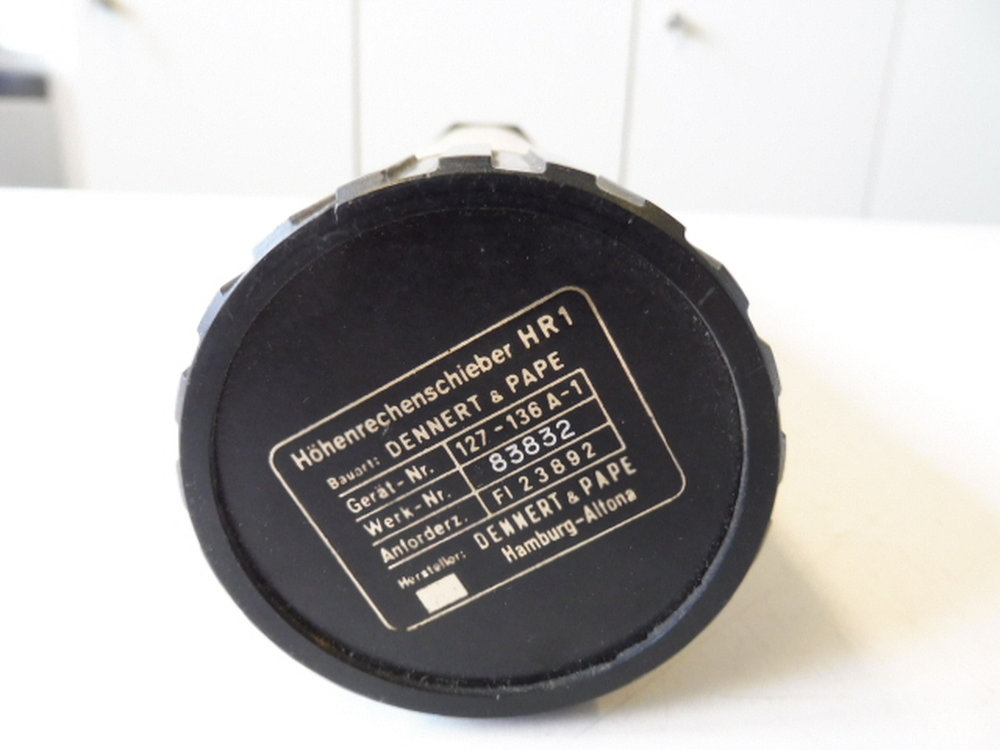 Höhenrechenschieber HR1
Bauart: DENNERT & PAPE
Gerät-Nr. 127-136 A-1
Werk-Nr. 83832
Anforderz. Fl 23892
Hersteller: DENNERT & PAPE
Hamburg-Altona